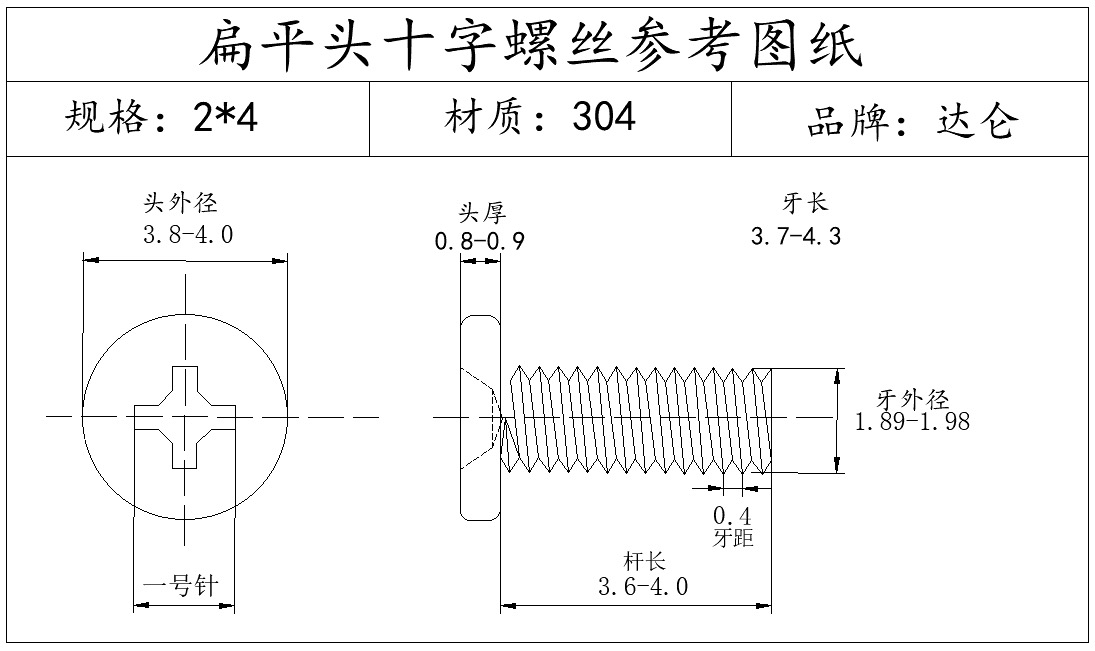 扁平头十字螺丝参考图纸
规格：2*4
材质：304
品牌：达仑
头外径
3.8-4.0
头厚
0.8-0.9
牙长
3.7-4.3
牙外径
1.89-1.98
0.4
牙距
杆长
3.6-4.0
一号针